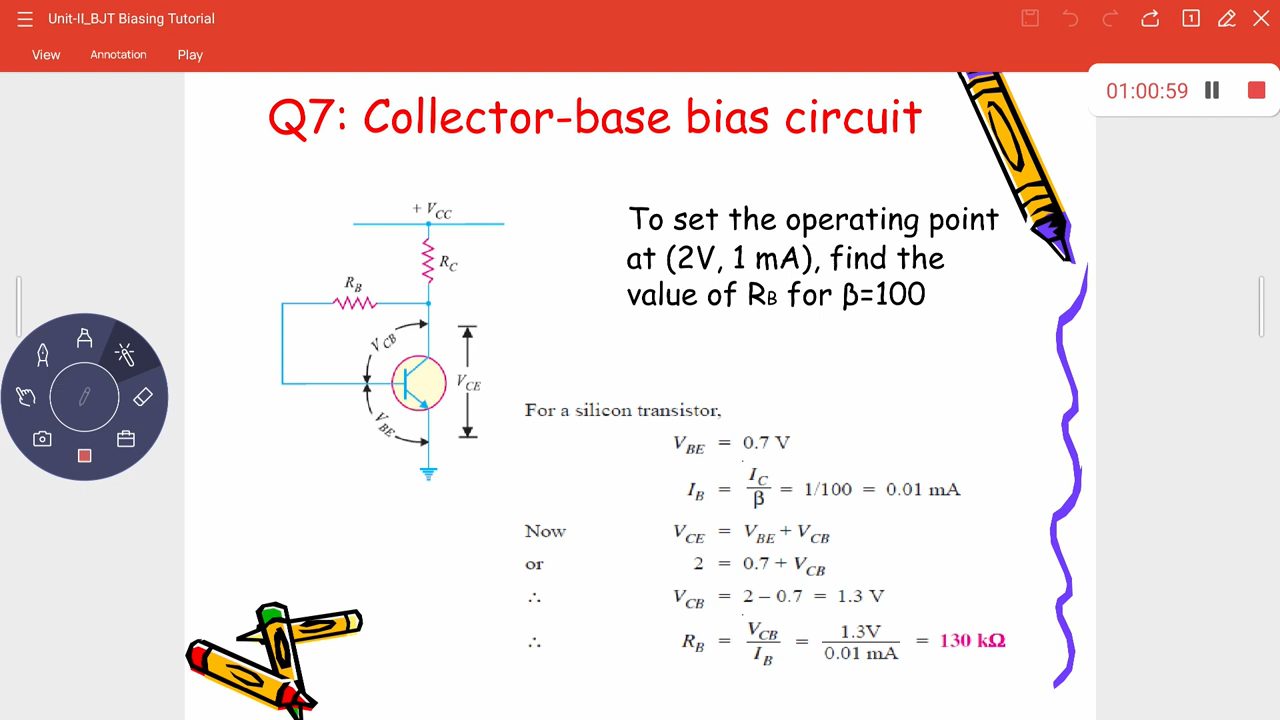 Unit-II_BJT Biasing Tutorial
1
View Annotation Play
01:00:59
Q7: Collector-base bias circuit
+ VCC
RC
RB
VCB
VCE
VBE
To set the operating point
at (2V, 1 mA), find the
value of RB for β=100
For a silicon transistor,
VBE = 0.7 V
IB = IC/β = 1/100 = 0.01 mA
Now VCE = VBE + VCB
or 2 = 0.7 + VCB
∴ VCB = 2 – 0.7 = 1.3 V
∴ RB = VCB/IB = 1.3V/0.01 mA = 130 kΩ